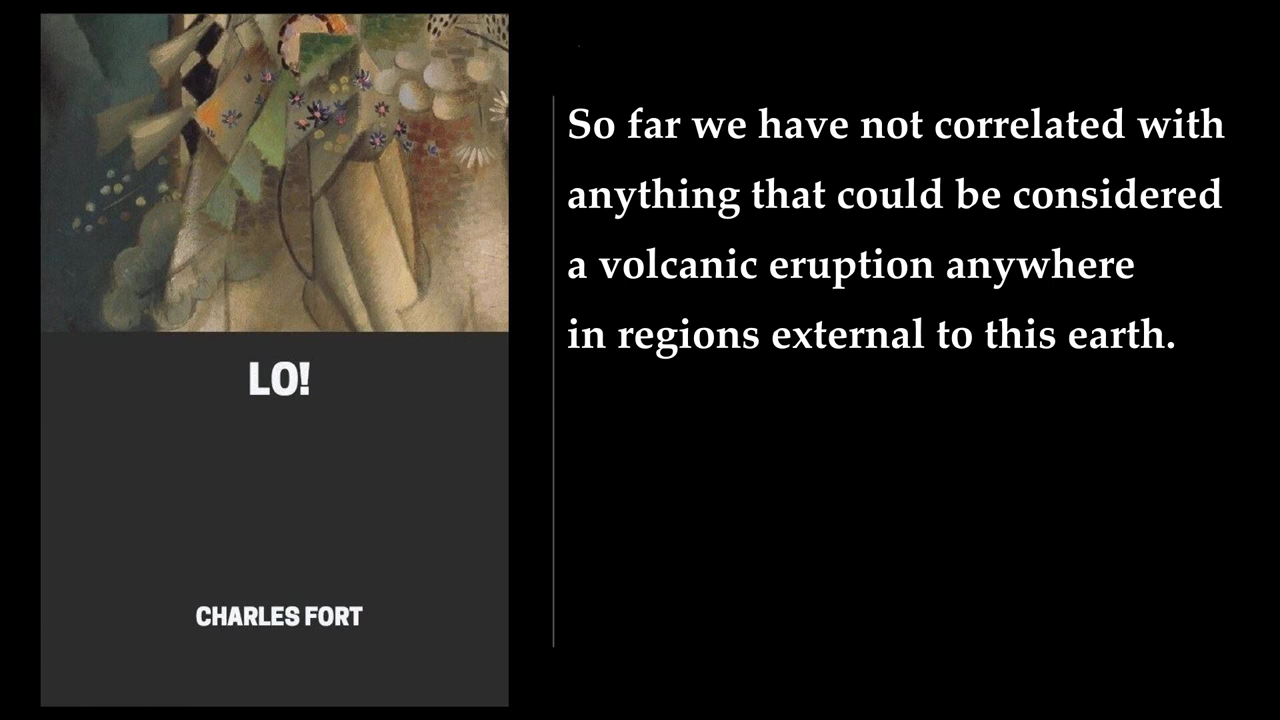 LO!
CHARLES FORT
So far we have not correlated with
anything that could be considered
a volcanic eruption anywhere
in regions external to this earth.